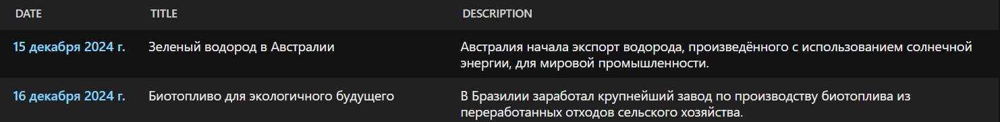 DATE TITLE DESCRIPTION
15 декабря 2024 г. Зеленый водород в Австралии Австралия начала экспорт водорода, произведённого с использованием солнечной
энергии, для мировой промышленности.
16 декабря 2024 г. Биотопливо для экологичного будущего В Бразилии заработал крупнейший завод по производству биотоплива из
переработанных отходов сельского хозяйства.